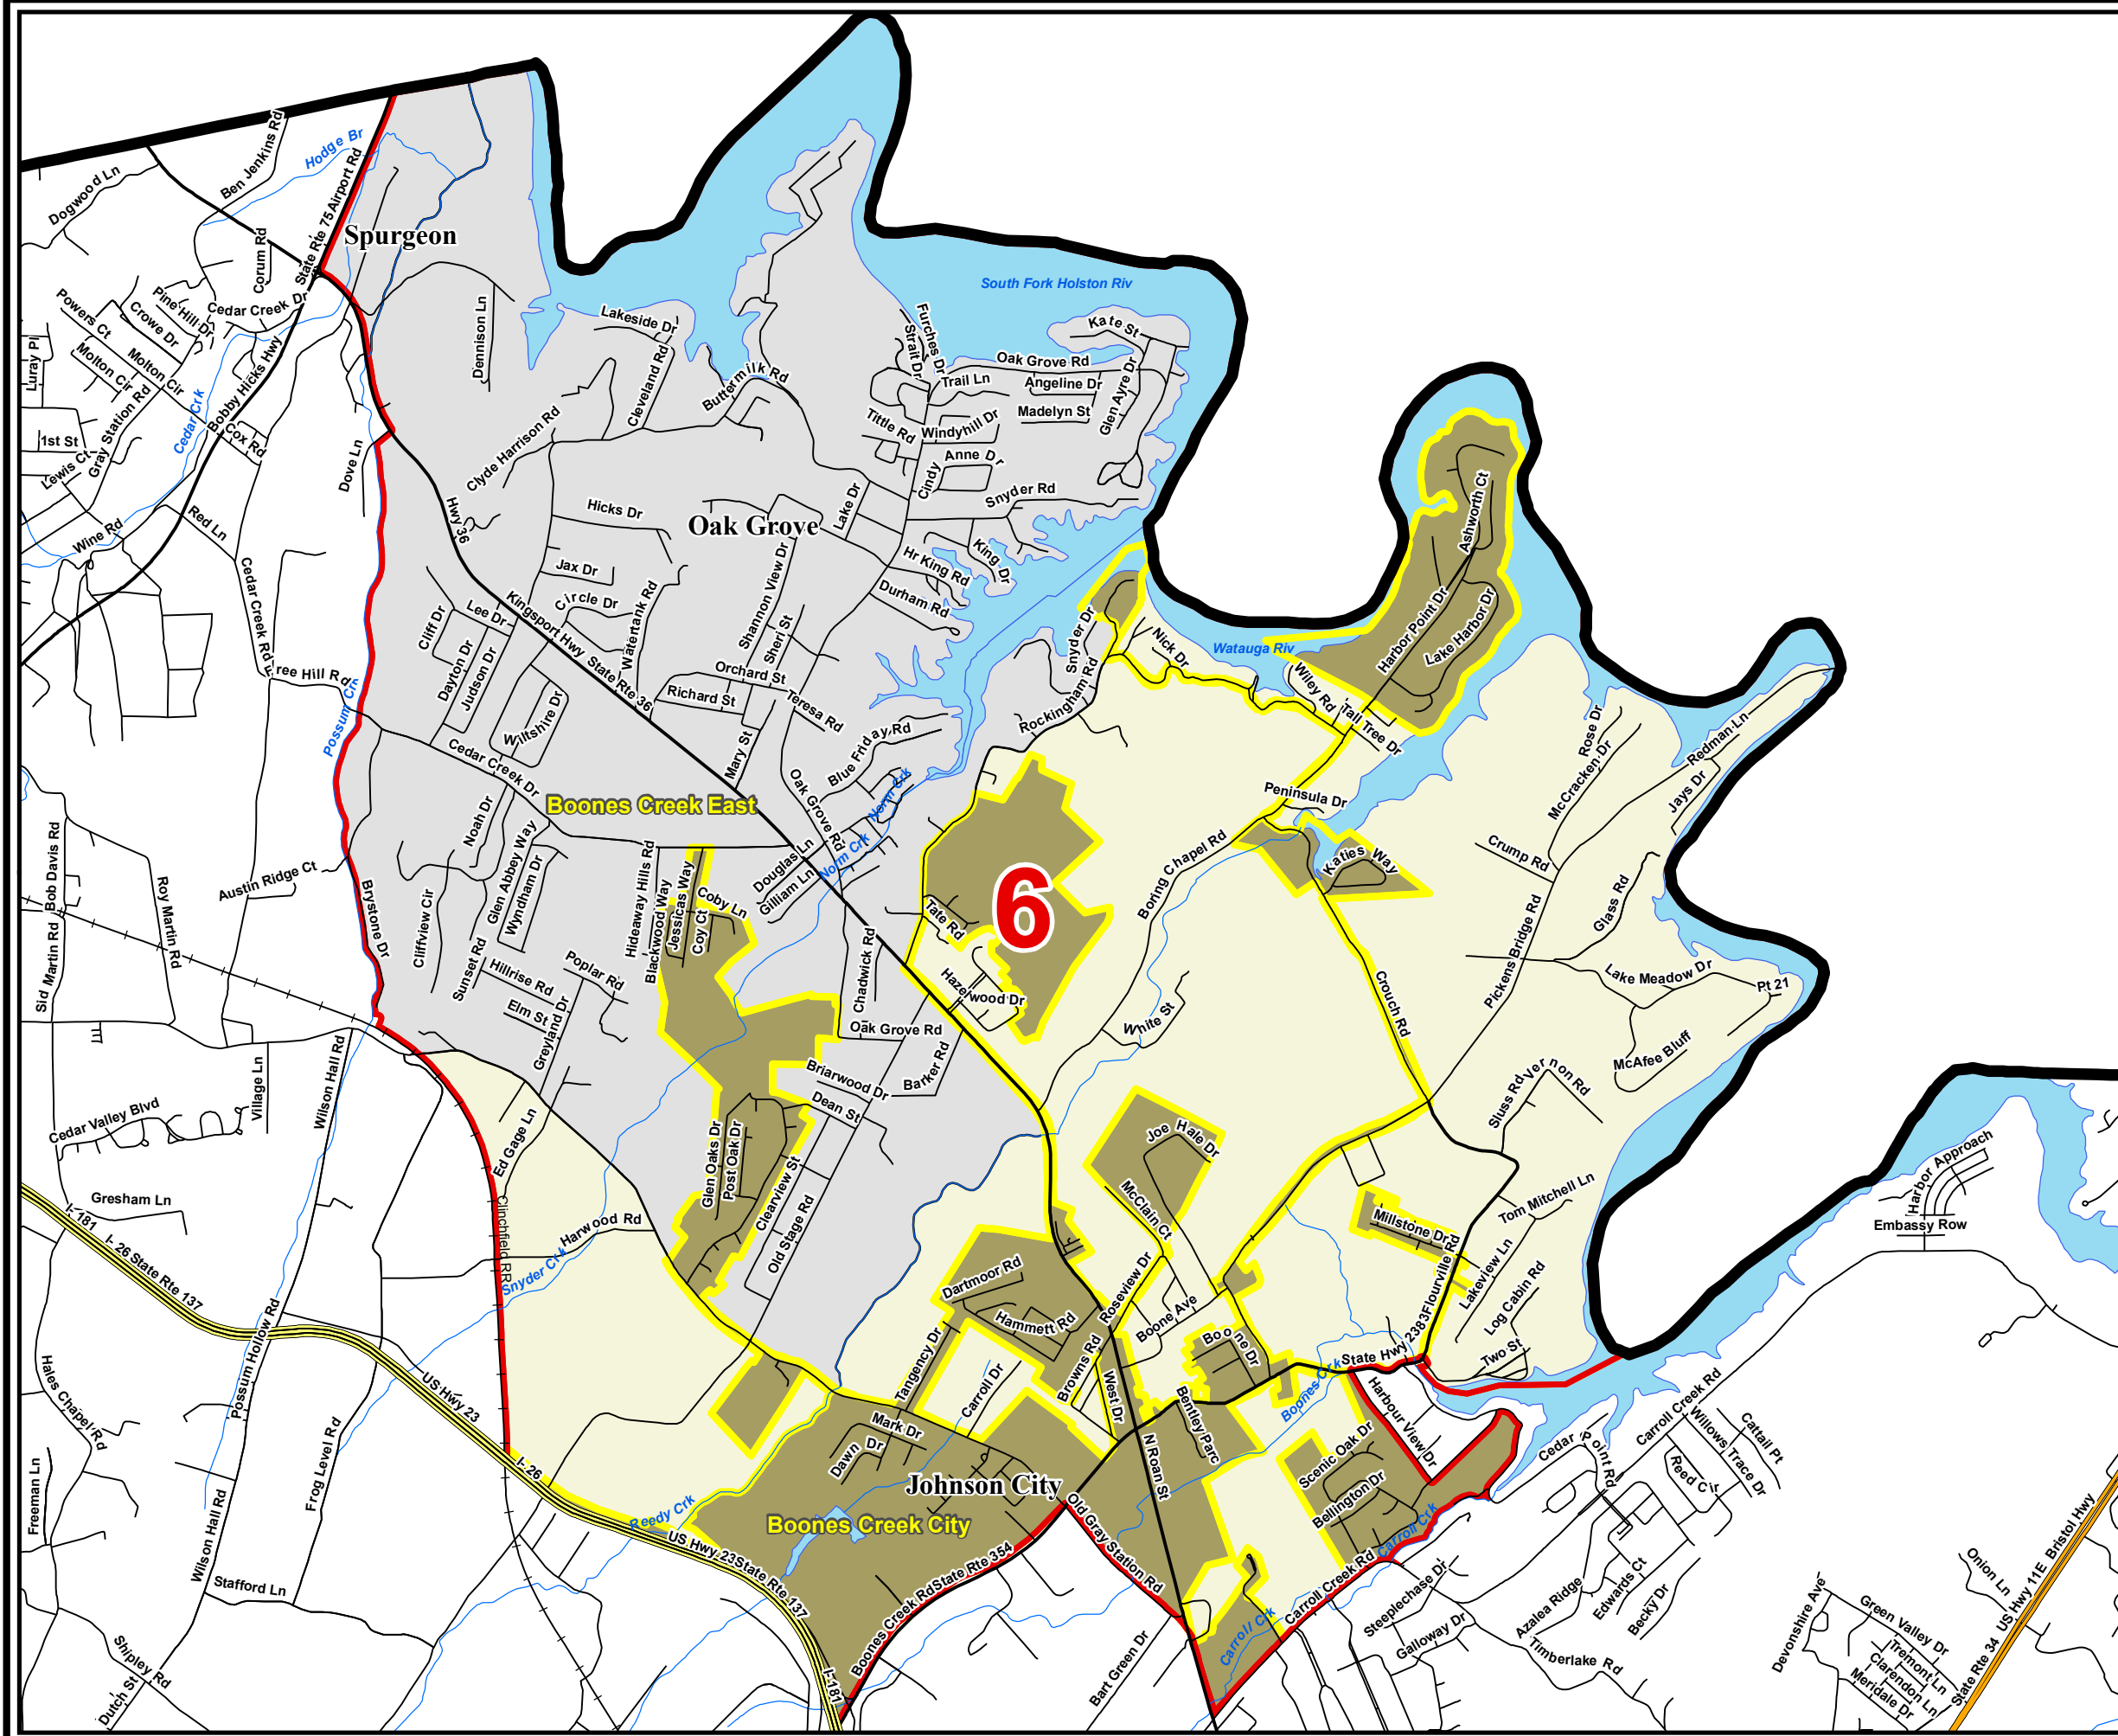 Hodge Br
Ben Jenkins Rd
Dogwood Ln
State Rte 75
Airport Rd
Spurgeon
Corum Rd
Cedar Creek Dr
Pine Hill Dr
Powers Ct
Crowe Dr
Molton Cir
Molton Cir
Luray Pl
Bobby Hicks Hwy
Gray Station Rd
Cedar Crk
Cox Rd
1st St
Lewis Ct
Wine Rd
Red Ln
Dove Ln
Cedar Creek Rd
Possum Crk
Dennison Ln
Lakeside Dr
Cleveland Rd
Buttermilk Rd
Clyde Harrison Rd
Hwy 36
Hicks Dr
Oak Grove
Lake Dr
South Fork Holston Riv
Kate St
Furches Dr
Strait Dr
Oak Grove Rd
Trail Ln
Angeline Dr
Madelyn St
Glen Ayre Dr
Tittle Rd
Windyhill Dr
Anne Dr
Cindy
Snyder Rd
King Dr
Hr King Rd
Durham Rd
Jax Dr
Circle Dr
Watertank Rd
Shannon View Dr
Sheri St
Kingsport Hwy
State Rte 36
Cliff Dr
Lee Dr
Dayton Dr
Judson Dr
Wiltshire Dr
Orchard St
Richard St
Teresa Rd
Mary St
Blue Friday Rd
Norm Crk
Norm Crk
Oak Grove Rd
Cedar Creek Dr
Boones Creek East
Noah Dr
Glen Abbey Way
Wyndham Dr
Cliffview Cir
Sunset Rd
Hillrise Rd
Elm St
Poplar Rd
Greyland Dr
Hideaway Hills Rd
Blackwood Way
Jessicas Way
Coby Ln
Coy Ct
Douglas Ln
Gilliam Ln
Chadwick Rd
Oak Grove Rd
Barker Rd
Briarwood Dr
Dean St
Glen Oaks Dr
Post Oak Dr
Clearview St
Old Stage Rd
Snyder Dr
Rockingham Rd
Nick Dr
Watauga Riv
Wiley Rd
Tall Tree Dr
Harbor Point Dr
Lake Harbor Dr
Ashworth Ct
Peninsula Dr
Boring Chapel Rd
Katies Way
6
Tate Rd
Hazelwood Dr
White St
Crouch Rd
Rose Dr
McCracken Dr
Redman Ln
Jays Dr
Crump Rd
Glass Rd
Pickens Bridge Rd
Lake Meadow Dr
Pt 21
McAfee Bluff
Sluss Rd
Vernon Rd
Tom Mitchell Ln
Joe Hale Dr
McClain Ct
Millstone Dr
Flourville Rd
Lakeview Ln
Log Cabin Rd
Two St
State Hwy 2383
Roseview Dr
Boone Ave
Boone Dr
Browns Rd
West Dr
Bentley Parc
Boones Crk
Dartmoor Rd
Hammett Rd
Tangency Dr
Carroll Dr
Mark Dr
Dawn Dr
Johnson City
Boones Creek City
N Roan St
Old Gray Station Rd
Boones Creek Rd
State Rte 354
Harbour View Dr
Scenic Oak Dr
Bellington Dr
Carroll Crk
Carroll Creek Rd
Carroll Crk
Bart Green Dr
Steeplechase Dr
Galloway Dr
Timberlake Rd
Azalea Ridge
Edwards Ct
Becky Dr
Cedar Point Rd
Carroll Creek Rd
Willows Trace Dr
Cattail Pt
Reed Cir
Harbor Approach
Embassy Row
Onion Ln
Devonshire Ave
Green Valley Dr
Tremont Ln
Clarendon Ln
Meridale Dr
State Rte 34
US Hwy 11E
Bristol Hwy
Bob Davis Rd
Sid Martin Rd
Roy Martin Rd
Austin Ridge Ct
Brystone Dr
Village Ln
Wilson Hall Rd
Cedar Valley Blvd
Gresham Ln
I-181
I-26
State Rte 137
Ed Gage Ln
Clinchfield RR
Harwood Rd
Snyder Crk
Possum Hollow Rd
US Hwy 23
Hales Chapel Rd
Frog Level Rd
Freeman Ln
Wilson Hall Rd
Stafford Ln
Shipley Rd
Dutch St
I-26
Reedy Crk
US Hwy 23
State Rte 137
I-181